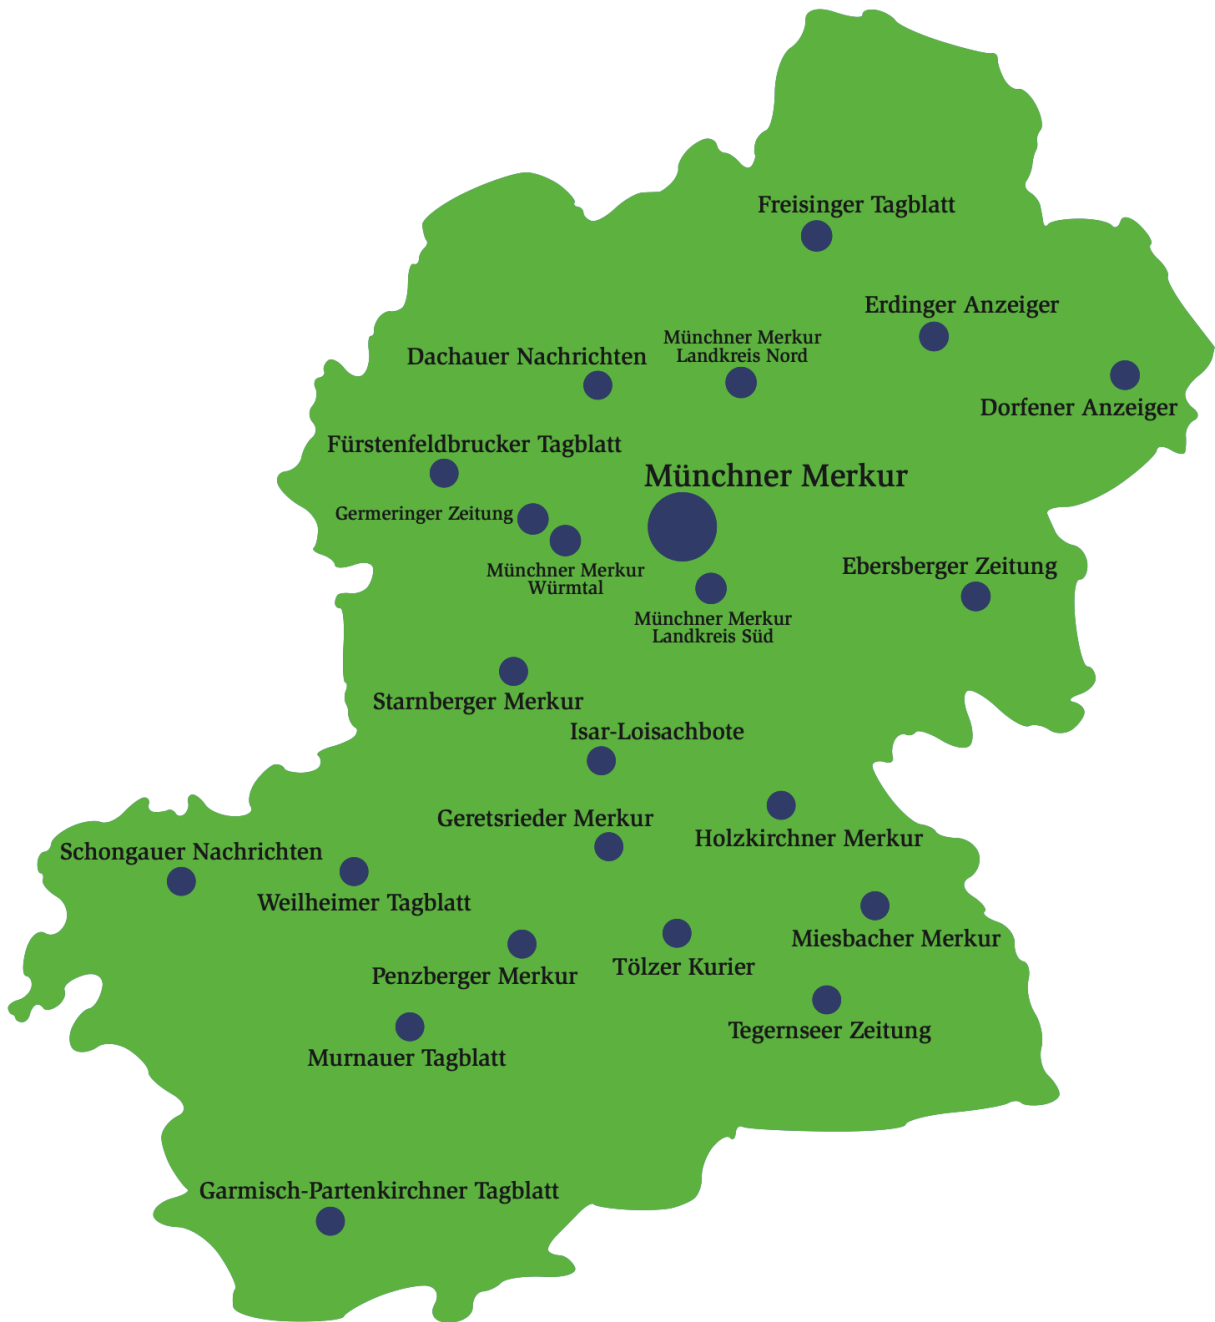 Freisinger Tagblatt
Erdinger Anzeiger
Münchner Merkur
Landkreis Nord
Dachauer Nachrichten
Dorfener Anzeiger
Fürstenfeldbrucker Tagblatt
Münchner Merkur
Germeringer Zeitung
Münchner Merkur
Würmtal
Ebersberger Zeitung
Münchner Merkur
Landkreis Süd
Starnberger Merkur
Isar-Loisachbote
Geretsrieder Merkur
Holzkirchner Merkur
Schongauer Nachrichten
Weilheimer Tagblatt
Miesbacher Merkur
Penzberger Merkur
Tölzer Kurier
Tegernseer Zeitung
Murnauer Tagblatt
Garmisch-Partenkirchner Tagblatt